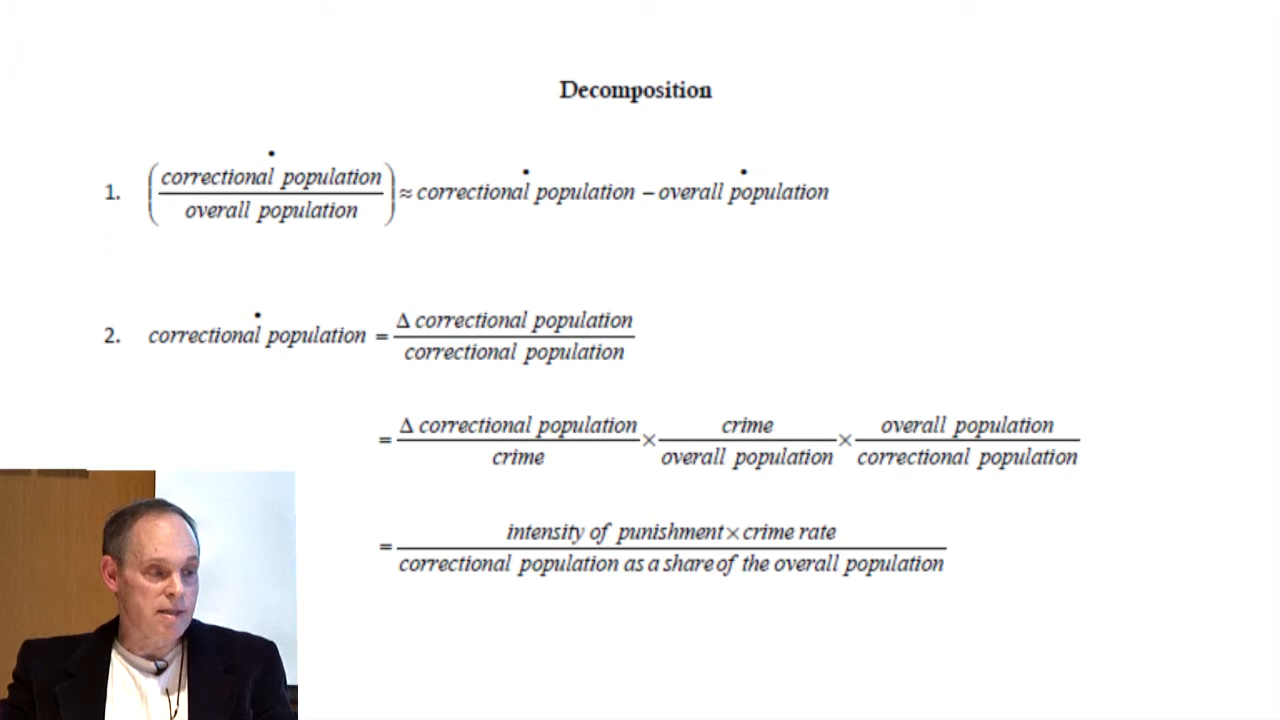 Decomposition
1. (correctional population / overall population)˙ ≈ correctional population˙ − overall population˙
2. correctional population˙ = Δ correctional population / correctional population
= Δ correctional population / crime × crime / overall population × overall population / correctional population
= intensity of punishment × crime rate / correctional population as a share of the overall population